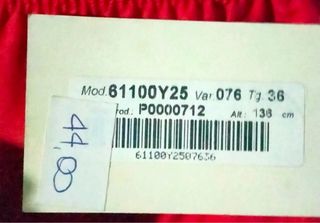 Mod. 61100Y25 Var. 076 Tg. 36
rod.: P0000712 Alt: 136 cm
61100Y2507636
44,00